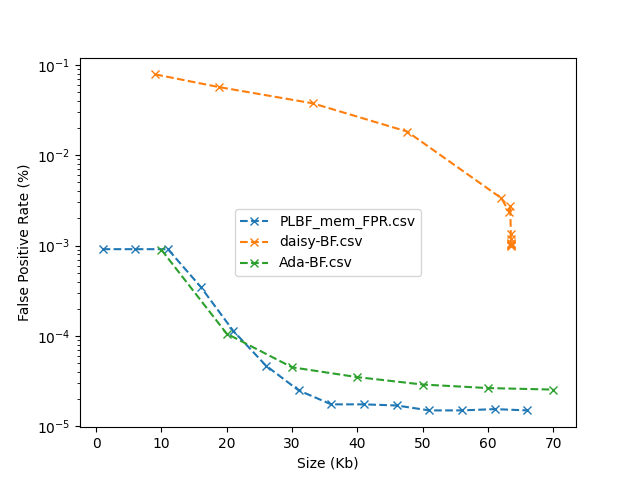 10⁻¹
10⁻²
10⁻³
10⁻⁴
10⁻⁵
False Positive Rate (%)
PLBF_mem_FPR.csv
daisy-BF.csv
Ada-BF.csv
0 10 20 30 40 50 60 70
Size (Kb)